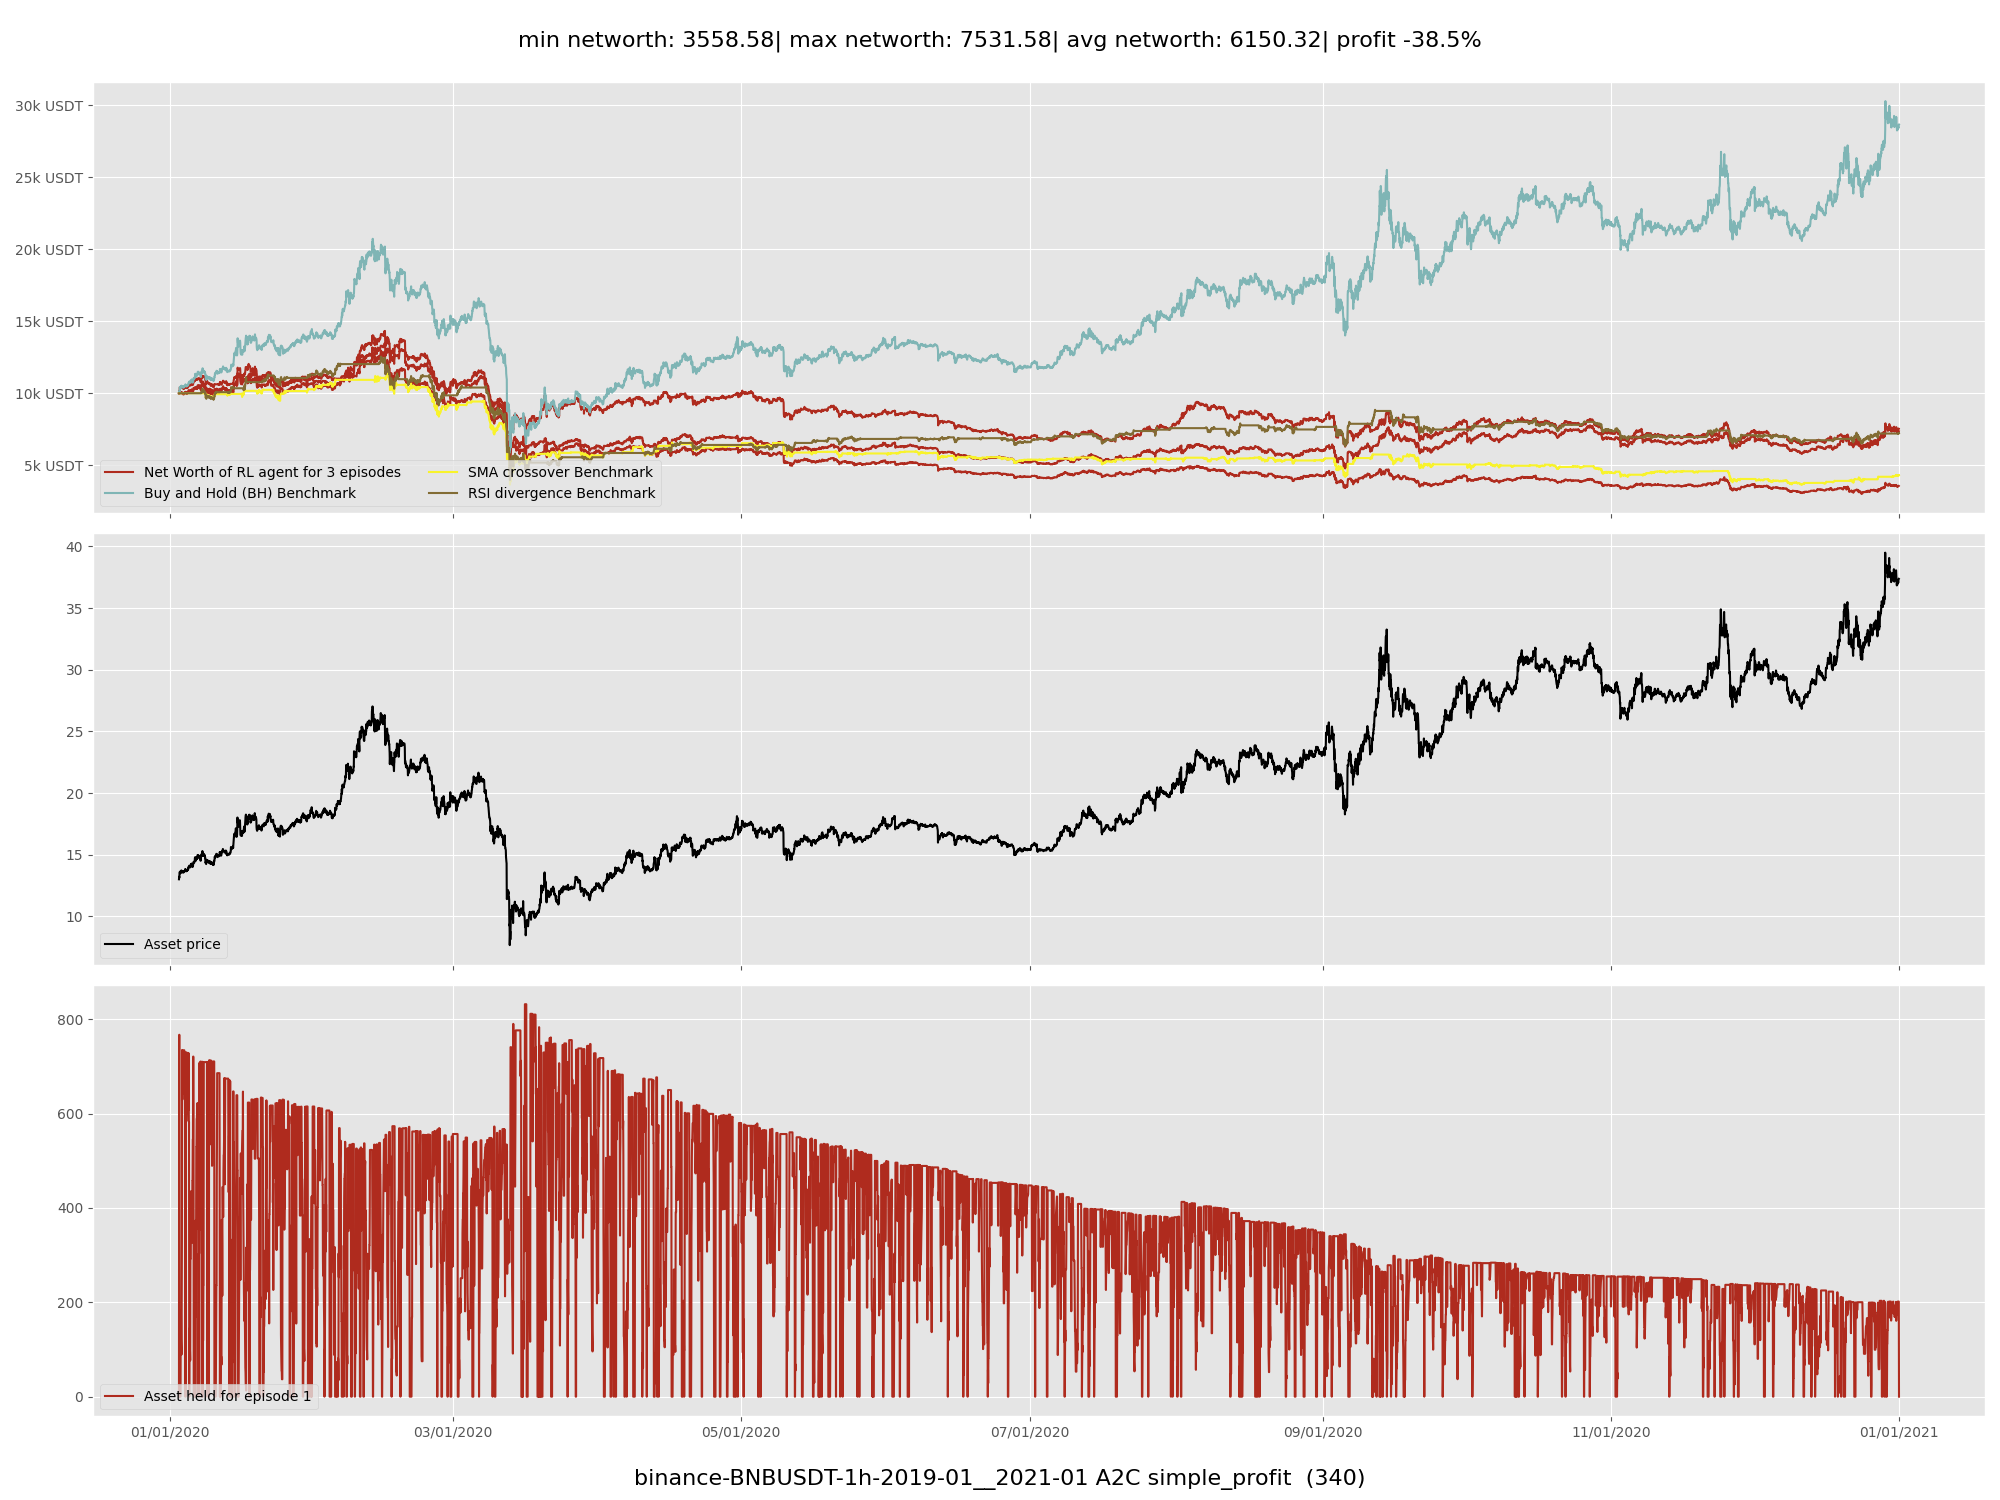 min networth: 3558.58| max networth: 7531.58| avg networth: 6150.32| profit -38.5%
30k USDT
25k USDT
20k USDT
15k USDT
10k USDT
5k USDT
Net Worth of RL agent for 3 episodes
Buy and Hold (BH) Benchmark
SMA crossover Benchmark
RSI divergence Benchmark
40
35
30
25
20
15
10
Asset price
800
600
400
200
0
Asset held for episode 1
01/01/2020
03/01/2020
05/01/2020
07/01/2020
09/01/2020
11/01/2020
01/01/2021
binance-BNBUSDT-1h-2019-01__2021-01 A2C simple_profit  (340)